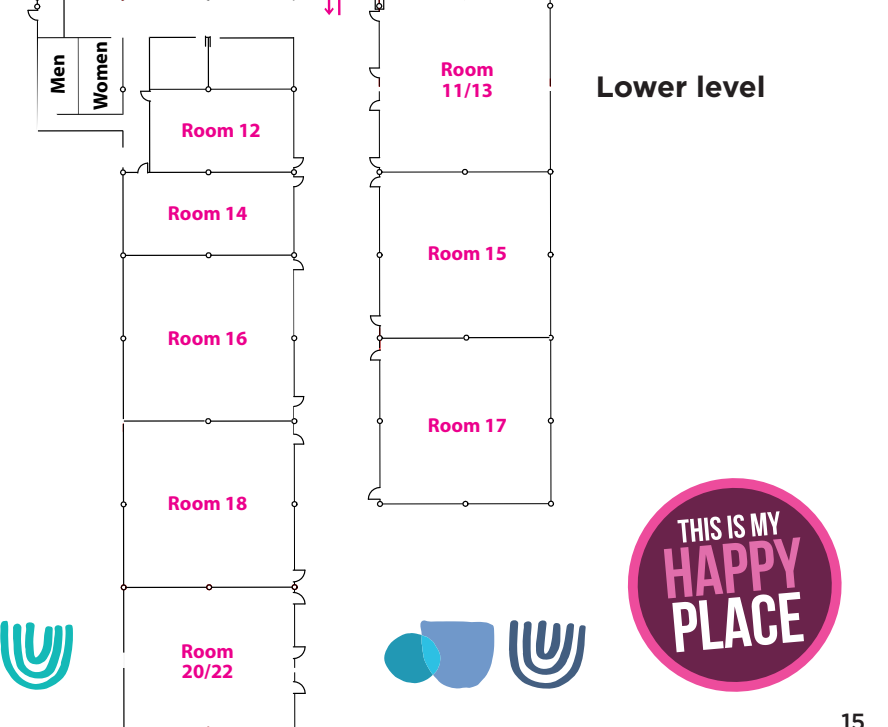 Men
Women
Room
11/13
Lower level
Room 12
Room 14
Room 15
Room 16
Room 17
Room 18
THIS IS MY
HAPPY
PLACE
Room
20/22
15